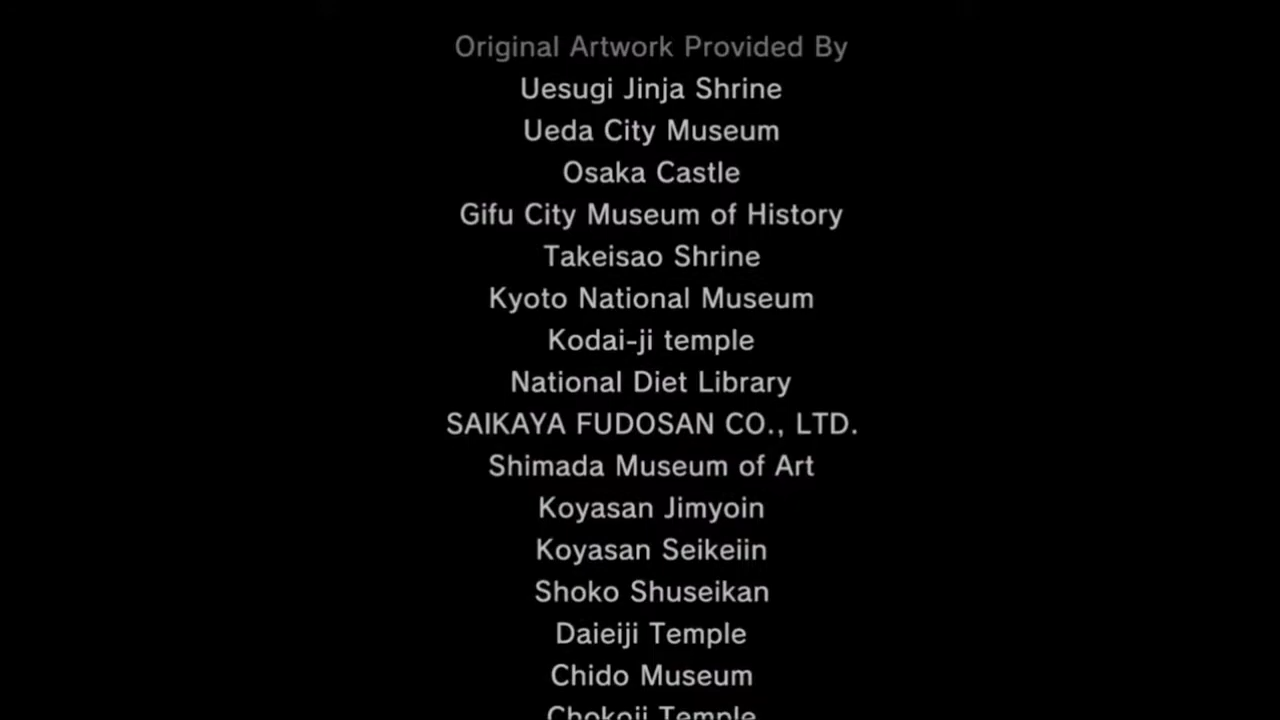 Original Artwork Provided By
Uesugi Jinja Shrine
Ueda City Museum
Osaka Castle
Gifu City Museum of History
Takeisao Shrine
Kyoto National Museum
Kodai-ji temple
National Diet Library
SAIKAYA FUDOSAN CO., LTD.
Shimada Museum of Art
Koyasan Jimyoin
Koyasan Seikeiin
Shoko Shuseikan
Daieiji Temple
Chido Museum
Chokoji Temple